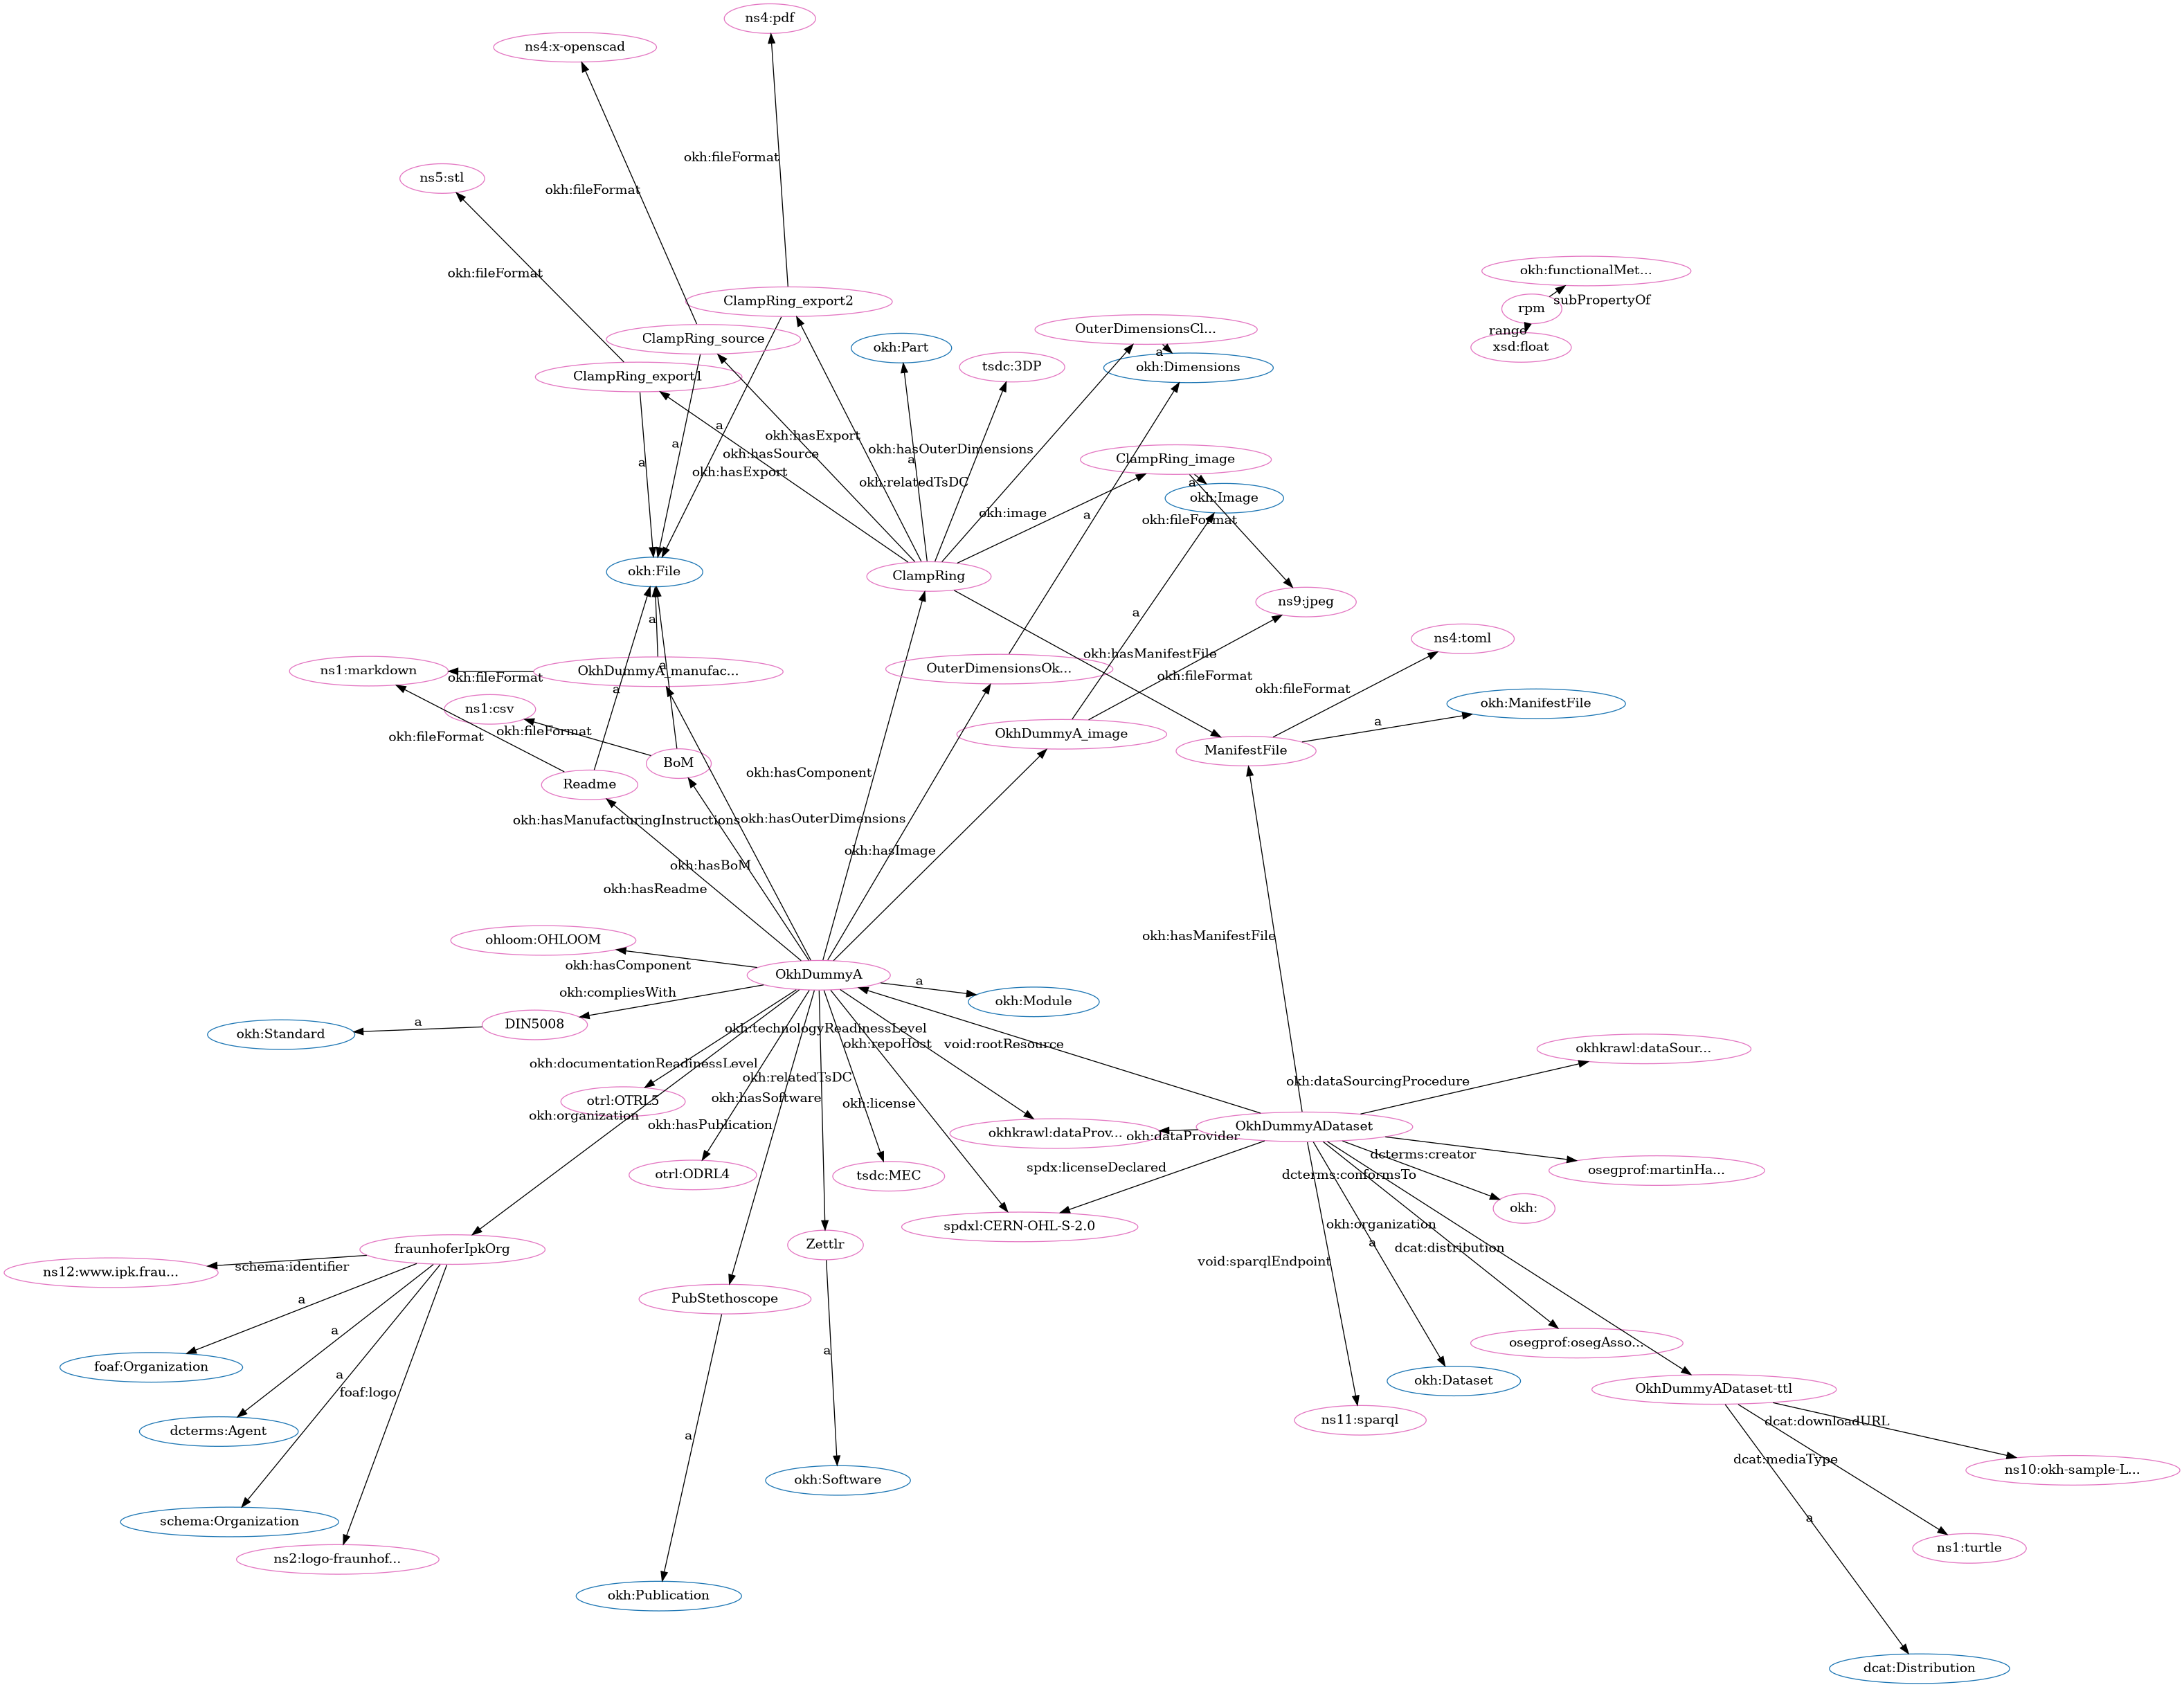 ns4:pdf
ns4:x-openscad
okh:fileFormat
ns5:stl
okh:fileFormat
okh:fileFormat
okh:functionalMet...
subPropertyOf
rpm
range
xsd:float
ClampRing_export2
ClampRing_source
ClampRing_export1
okh:Part
OuterDimensionsCl...
a
okh:Dimensions
tsdc:3DP
a
a
a
okh:hasExport
okh:hasSource
okh:hasExport
okh:hasOuterDimensions
a
okh:relatedTsDC
ClampRing_image
a
okh:Image
okh:image
a
okh:fileFormat
okh:File
ClampRing
ns9:jpeg
a
a
ns4:toml
ns1:markdown
okh:fileFormat
OkhDummyA_manufac...
a
a
OuterDimensionsOk...
okh:hasManifestFile
okh:fileFormat
okh:fileFormat
ns1:csv
okh:fileFormat
okh:fileFormat
okh:ManifestFile
a
OkhDummyA_image
ManifestFile
BoM
Readme
okh:hasComponent
okh:hasManufacturingInstructions
okh:hasOuterDimensions
okh:hasImage
okh:hasBoM
okh:hasReadme
ohloom:OHLOOM
okh:hasComponent
okh:hasManifestFile
OkhDummyA
a
okh:Module
okh:compliesWith
okh:Standard
a
DIN5008
okh:technologyReadinessLevel
okh:repoHost
void:rootResource
okhkrawl:dataSour...
okh:documentationReadinessLevel
okh:relatedTsDC
okh:dataSourcingProcedure
otrl:OTRL5
okh:hasSoftware
okh:license
okh:organization
okh:hasPublication
okhkrawl:dataProv...
okh:dataProvider
OkhDummyADataset
otrl:ODRL4
tsdc:MEC
spdx:licenseDeclared
dcterms:creator
dcterms:conformsTo
osegprof:martinHa...
okh:
spdxl:CERN-OHL-S-2.0
okh:organization
a
dcat:distribution
void:sparqlEndpoint
fraunhoferIpkOrg
Zettlr
ns12:www.ipk.frau...
schema:identifier
a
PubStethoscope
a
a
osegprof:osegAsso...
foaf:Organization
a
foaf:logo
okh:Dataset
OkhDummyADataset-ttl
ns11:sparql
dcat:downloadURL
dcterms:Agent
a
dcat:mediaType
okh:Software
ns10:okh-sample-L...
schema:Organization
a
ns1:turtle
ns2:logo-fraunhof...
okh:Publication
dcat:Distribution